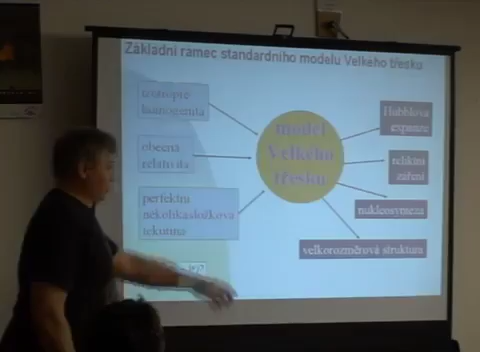 Základní rámec standardního modelu Velkého třesku
izotropie
homogenita
obecná
relativita
perfektní
několikasložková
tekutina
model
Velkého
třesku
Hubblova
expanze
reliktní
záření
nukleosyntéza
velkorozměrová struktura